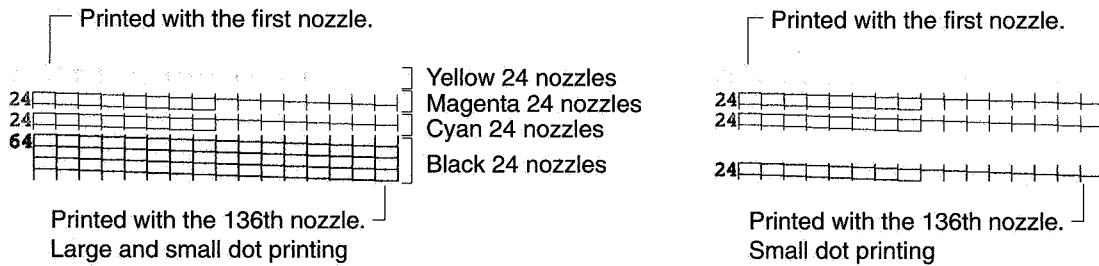 Printed with the first nozzle.
Yellow 24 nozzles
24
Magenta 24 nozzles
24
Cyan 24 nozzles
64
Black 24 nozzles
Printed with the 136th nozzle.
Large and small dot printing
Printed with the first nozzle.
24
24
24
Printed with the 136th nozzle.
Small dot printing